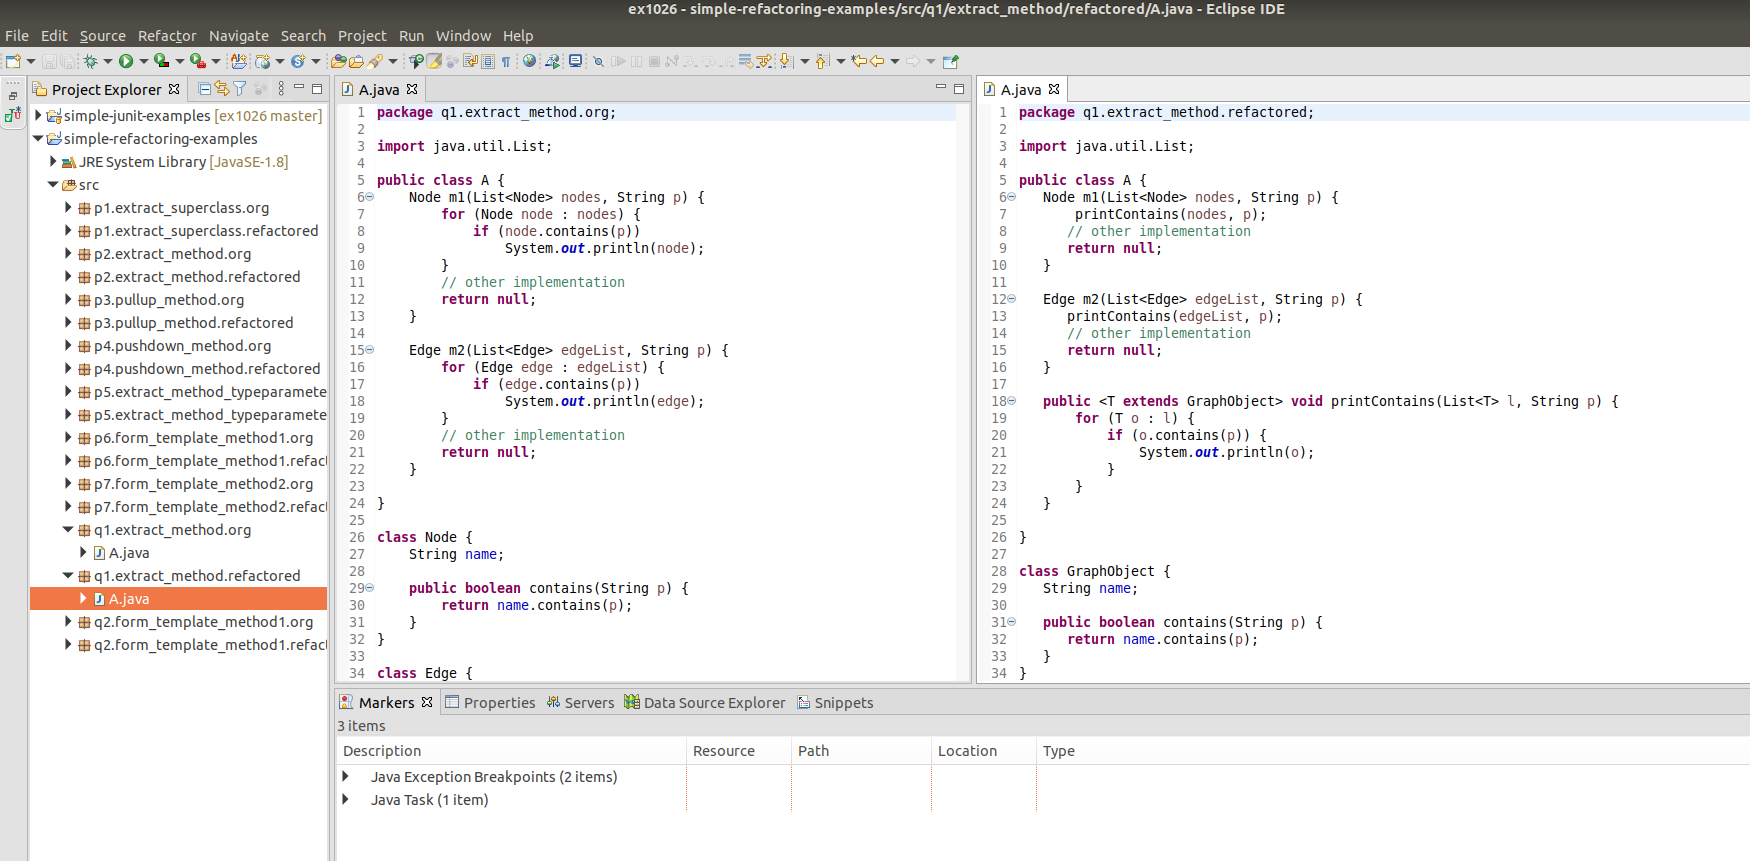 ex1026 - simple-refactoring-examples/src/q1/extract_method/refactored/A.java - Eclipse IDE
File Edit Source Refactor Navigate Search Project Run Window Help
Project Explorer
simple-junit-examples [ex1026 master]
simple-refactoring-examples
JRE System Library [JavaSE-1.8]
src
p1.extract_superclass.org
p1.extract_superclass.refactored
p2.extract_method.org
p2.extract_method.refactored
p3.pullup_method.org
p3.pullup_method.refactored
p4.pushdown_method.org
p4.pushdown_method.refactored
p5.extract_method_typeparamete
p5.extract_method_typeparamete
p6.form_template_method1.org
p6.form_template_method1.refact
p7.form_template_method2.org
p7.form_template_method2.refact
q1.extract_method.org
A.java
q1.extract_method.refactored
A.java
q2.form_template_method1.org
q2.form_template_method1.refact
A.java
1 package q1.extract_method.org;
2
3 import java.util.List;
4
5 public class A {
6 Node m1(List<Node> nodes, String p) {
7 for (Node node : nodes) {
8 if (node.contains(p))
9 System.out.println(node);
10 }
11 // other implementation
12 return null;
13 }
14
15 Edge m2(List<Edge> edgeList, String p) {
16 for (Edge edge : edgeList) {
17 if (edge.contains(p))
18 System.out.println(edge);
19 }
20 // other implementation
21 return null;
22 }
23
24 }
25
26 class Node {
27 String name;
28
29 public boolean contains(String p) {
30 return name.contains(p);
31 }
32 }
33
34 class Edge {
A.java
1 package q1.extract_method.refactored;
2
3 import java.util.List;
4
5 public class A {
6 Node m1(List<Node> nodes, String p) {
7 printContains(nodes, p);
8 // other implementation
9 return null;
10 }
11
12 Edge m2(List<Edge> edgeList, String p) {
13 printContains(edgeList, p);
14 // other implementation
15 return null;
16 }
17
18 public <T extends GraphObject> void printContains(List<T> l, String p) {
19 for (T o : l) {
20 if (o.contains(p)) {
21 System.out.println(o);
22 }
23 }
24 }
25
26 }
27
28 class GraphObject {
29 String name;
30
31 public boolean contains(String p) {
32 return name.contains(p);
33 }
34 }
Markers Properties Servers Data Source Explorer Snippets
3 items
Description Resource Path Location Type
Java Exception Breakpoints (2 items)
Java Task (1 item)